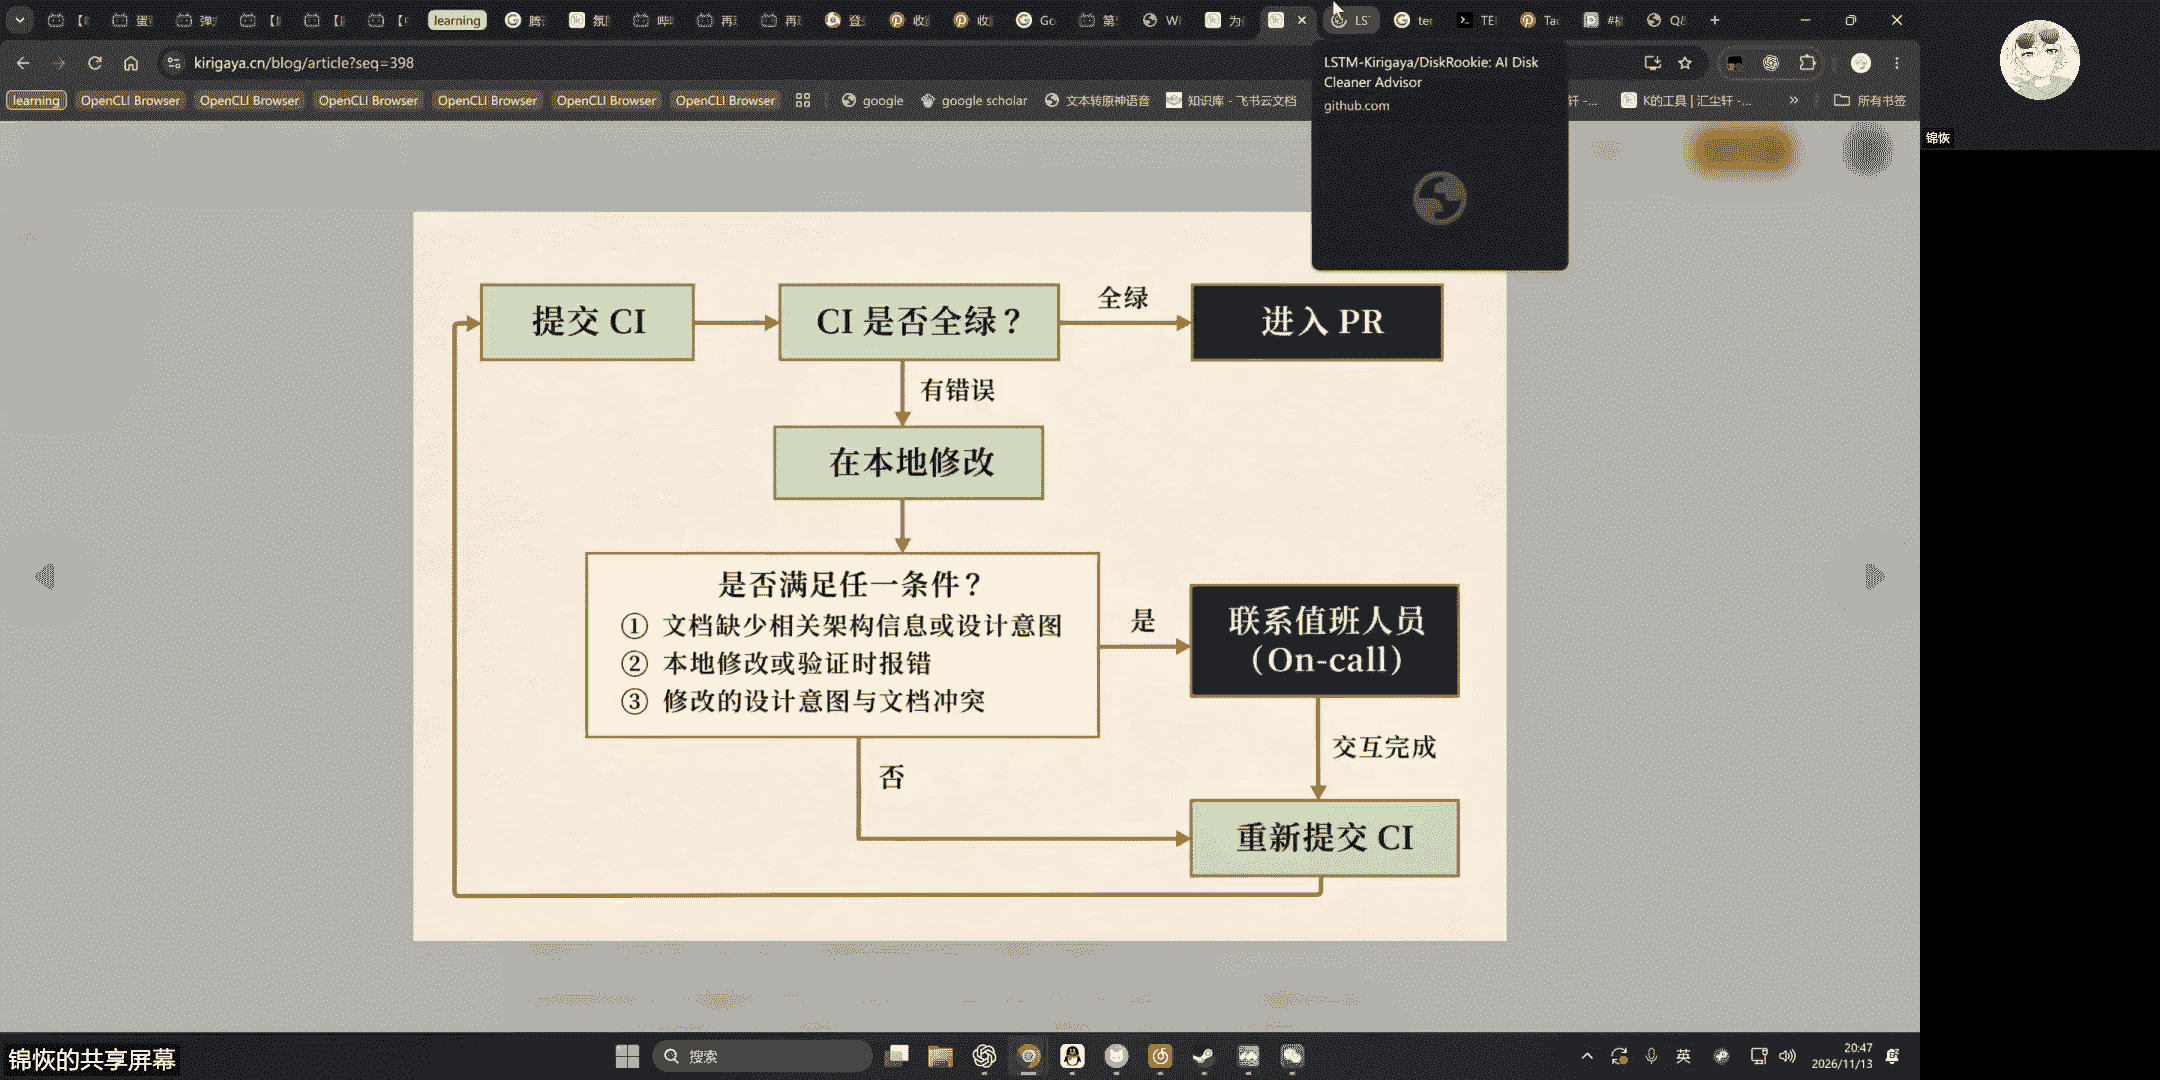 learning
Go
LS
TE
kirigaya.cn/blog/article?seq=398
learning
OpenCLI Browser
OpenCLI Browser
OpenCLI Browser
OpenCLI Browser
OpenCLI Browser
OpenCLI Browser
google
google scholar
文本转原神语音
知识库 - 飞书云文档
K的工具 | 汇尘轩 -...
所有书签
LSTM-Kirigaya/DiskRookie: AI Disk
Cleaner Advisor
github.com
锦恢
提交 CI
CI 是否全绿？
全绿
进入 PR
有错误
在本地修改
是否满足任一条件？
① 文档缺少相关架构信息或设计意图
② 本地修改或验证时报错
③ 修改的设计意图与文档冲突
是
联系值班人员
（On-call）
交互完成
否
重新提交 CI
锦恢的共享屏幕
搜索
英
20:47
2026/11/13